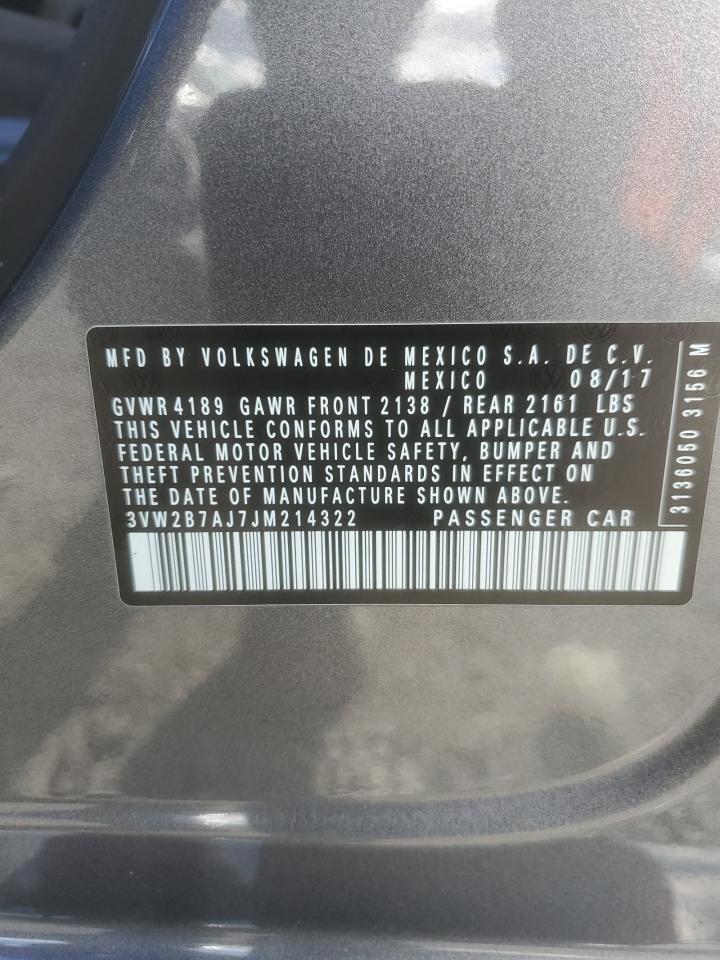 MFD BY VOLKSWAGEN DE MEXICO S.A. DE C.V.
MEXICO 08/17
GVWR 4189 GAWR FRONT 2138 / REAR 2161 LBS
THIS VEHICLE CONFORMS TO ALL APPLICABLE U.S.
FEDERAL MOTOR VEHICLE SAFETY, BUMPER AND
THEFT PREVENTION STANDARDS IN EFFECT ON
THE DATE OF MANUFACTURE SHOWN ABOVE.
3VW2B7AJ7JM214322 PASSENGER CAR
3136050 3156 M